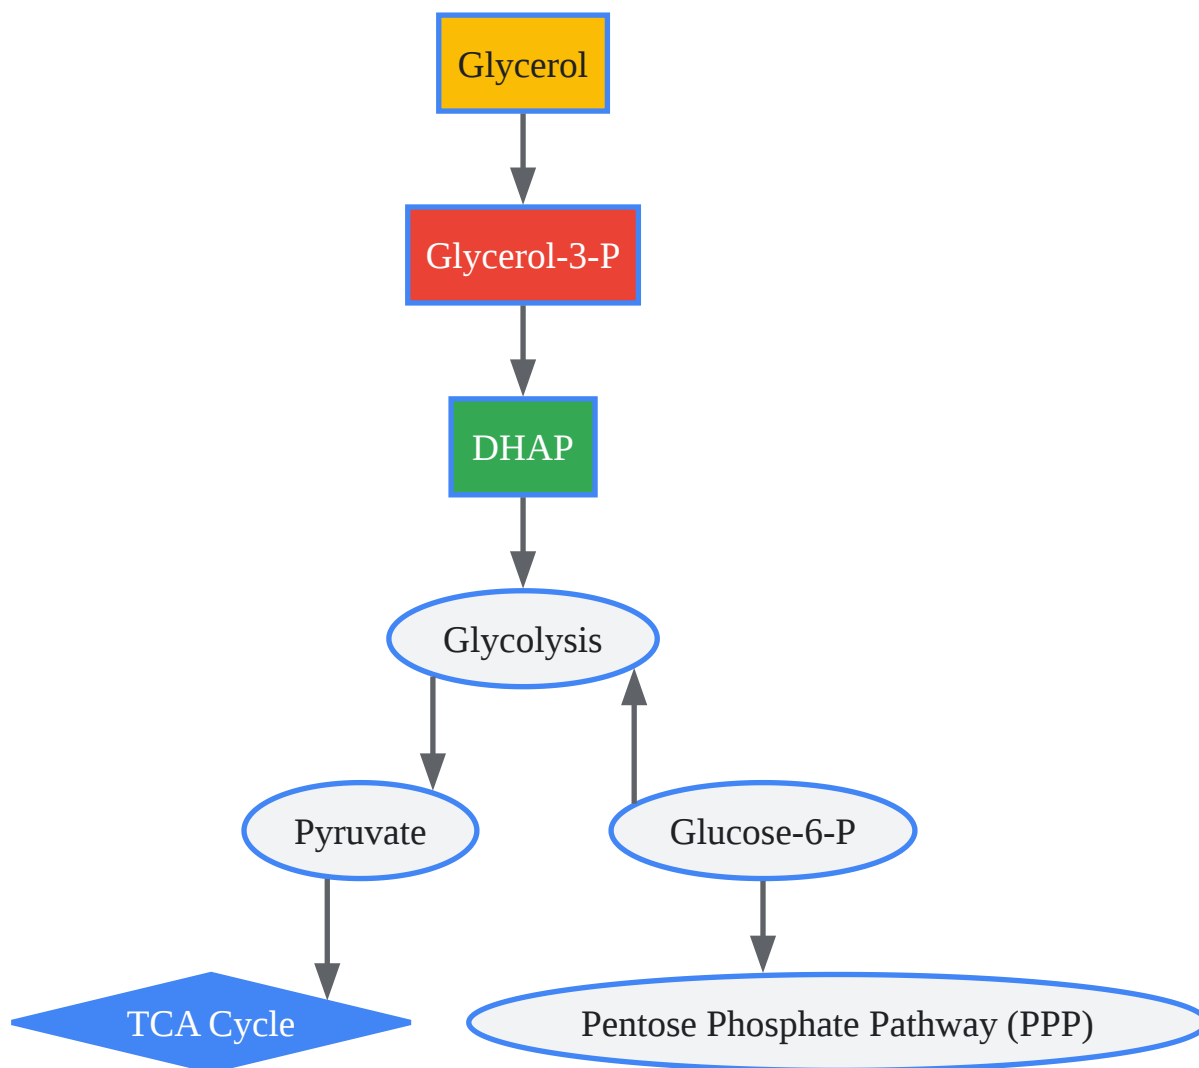 Glycerol
Glycerol-3-P
DHAP
Glycolysis
Pyruvate
Glucose-6-P
TCA Cycle
Pentose Phosphate Pathway (PPP)